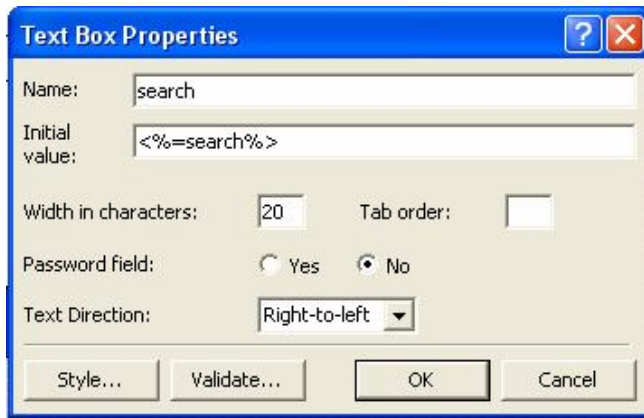 Text Box Properties
Name: search
Initial
value: <%=search%>
Width in characters: 20 Tab order:
Password field: Yes No
Text Direction: Right-to-left
Style... Validate... OK Cancel